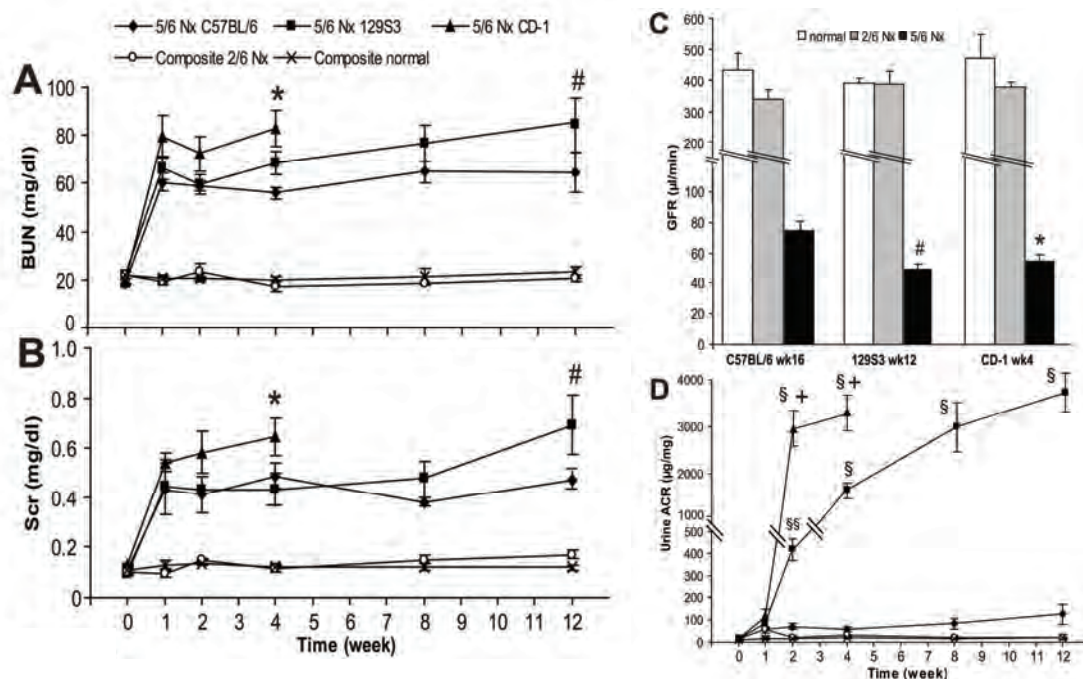 5/6 Nx C57BL/6 5/6 Nx 129S3 5/6 Nx CD-1
Composite 2/6 Nx Composite normal
A
BUN (mg/dl)
100
80
60
40
20
0
*
#
B
Scr (mg/dl)
1.0
0.8
0.6
0.4
0.2
0
*
#
0 1 2 3 4 5 6 7 8 9 10 11 12
Time (week)
C
normal 2/6 Nx 5/6 Nx
GFR (µl/min)
600
500
400
300
200
100
80
60
40
20
0
#
*
C57BL/6 wk16 129S3 wk12 CD-1 wk4
D
Urine ACR (µg/mg)
4000
3000
2000
1000
500
400
300
200
100
0
§ +
§ +
§
§
§
§§
0 1 2 3 4 5 6 7 8 9 10 11 12
Time (week)